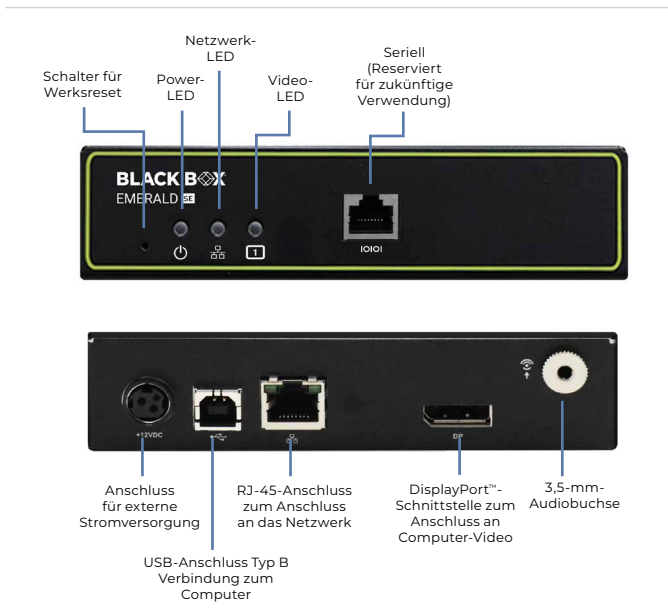 Netzwerk-
LED
Seriell
(Reserviert
für zukünftige
Verwendung)
Schalter für
Werksreset
Power-
LED
Video-
LED
BLACK BOX
EMERALD SE
1
IOIOI
+12VDC
DP
Anschluss
für externe
Stromversorgung
RJ-45-Anschluss
zum Anschluss
an das Netzwerk
DisplayPort™-
Schnittstelle zum
Anschluss an
Computer-Video
3,5-mm-
Audiobuchse
USB-Anschluss Typ B
Verbindung zum
Computer